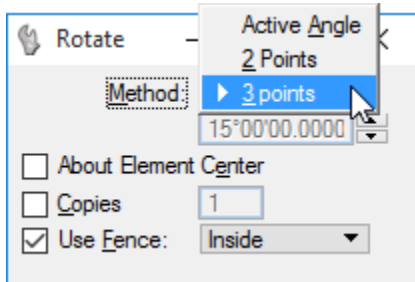 Rotate
Active Angle
2 Points
Method: 3 points
15°00'00.0000
About Element Center
Copies 1
Use Fence: Inside